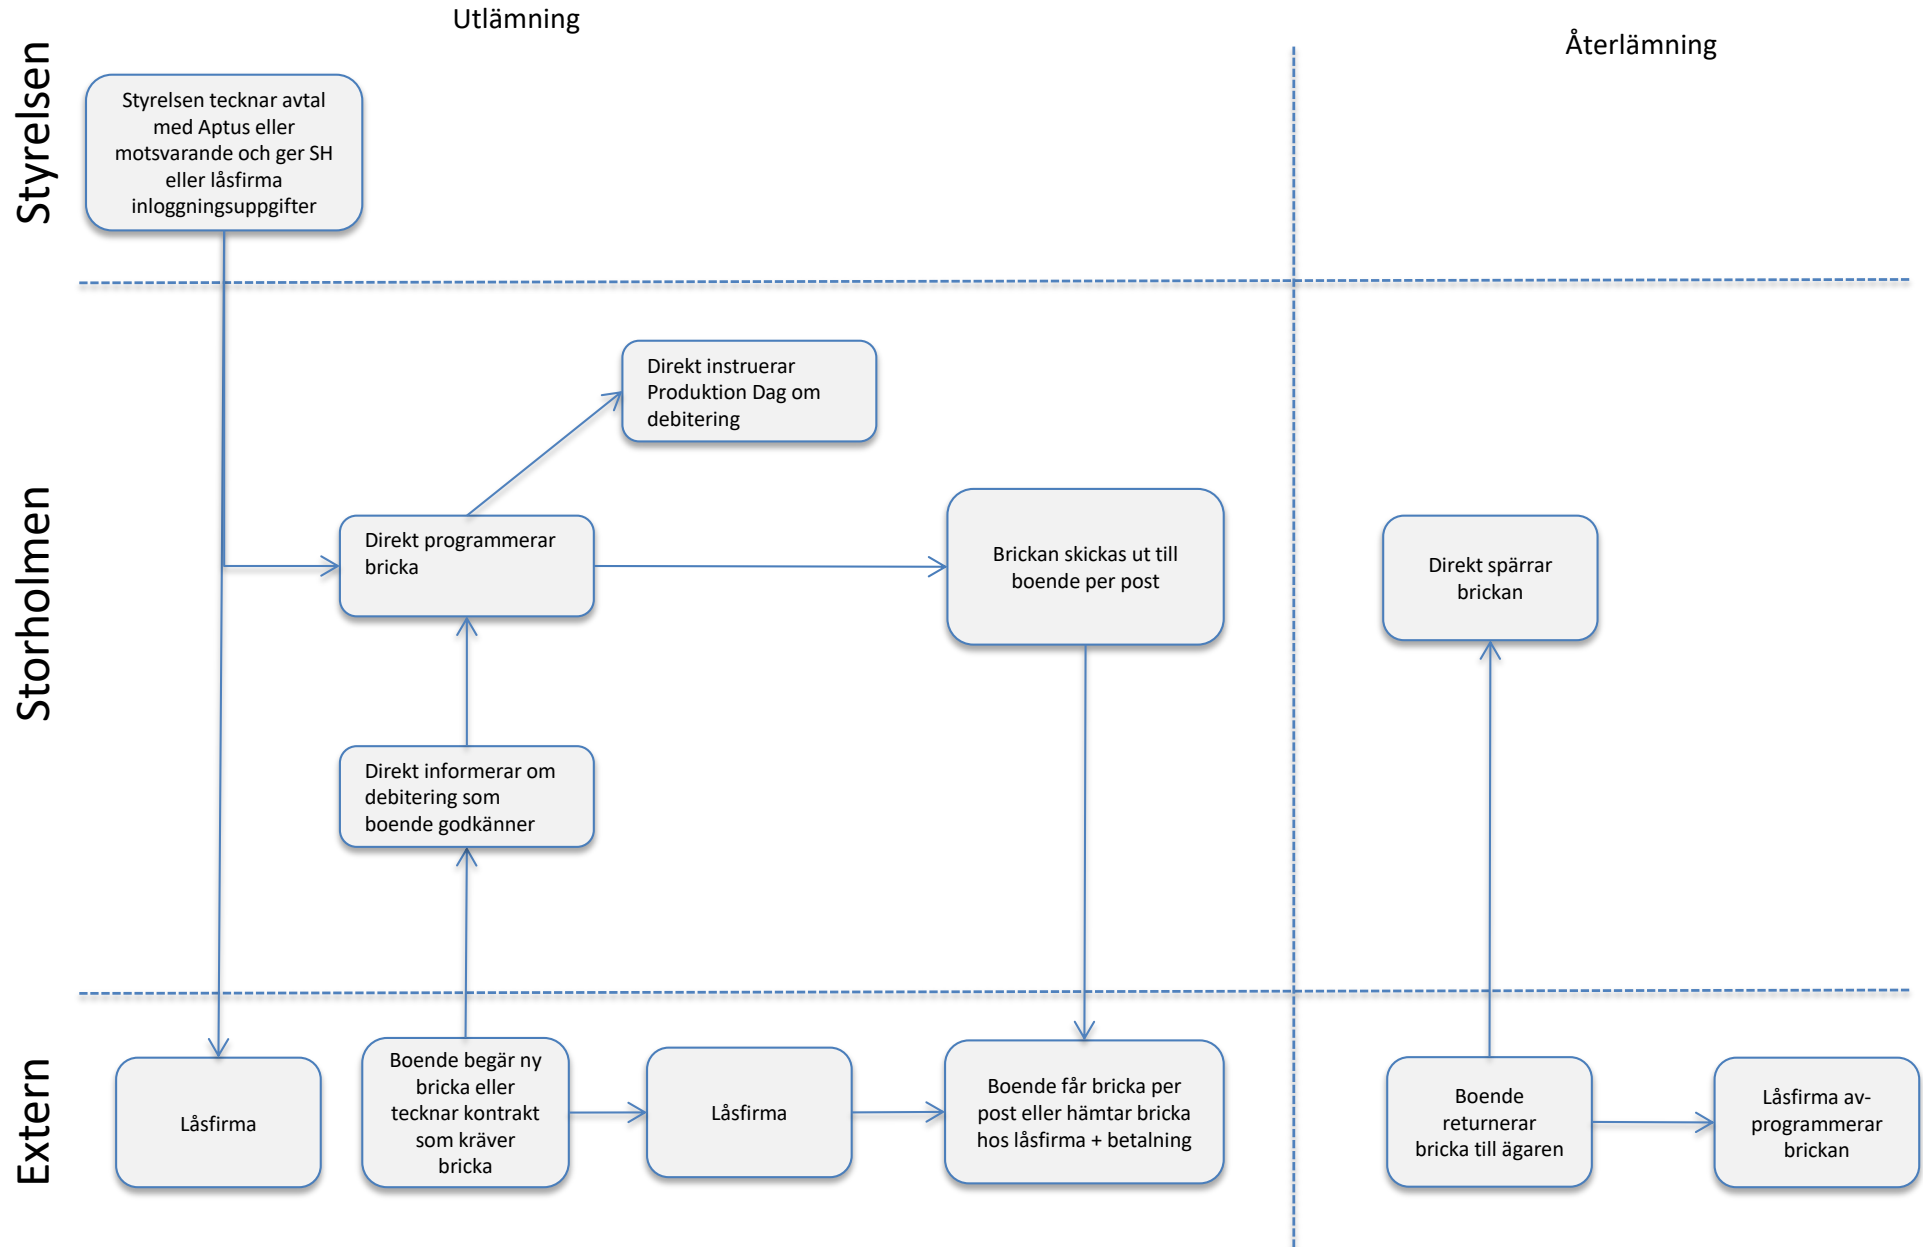 Utlämning
Återlämning
Styrelsen
Styrelsen tecknar avtal
med Aptus eller
motsvarande och ger SH
eller låsfirma
inloggningsuppgifter
Storholmen
Direkt instruerar
Produktion Dag om
debitering
Direkt programmerar
bricka
Brickan skickas ut till
boende per post
Direkt spärrar
brickan
Direkt informerar om
debitering som
boende godkänner
Extern
Låsfirma
Boende begär ny
bricka eller
tecknar kontrakt
som kräver
bricka
Låsfirma
Boende får bricka per
post eller hämtar bricka
hos låsfirma + betalning
Boende
returnerar
bricka till ägaren
Låsfirma av-
programmerar
brickan